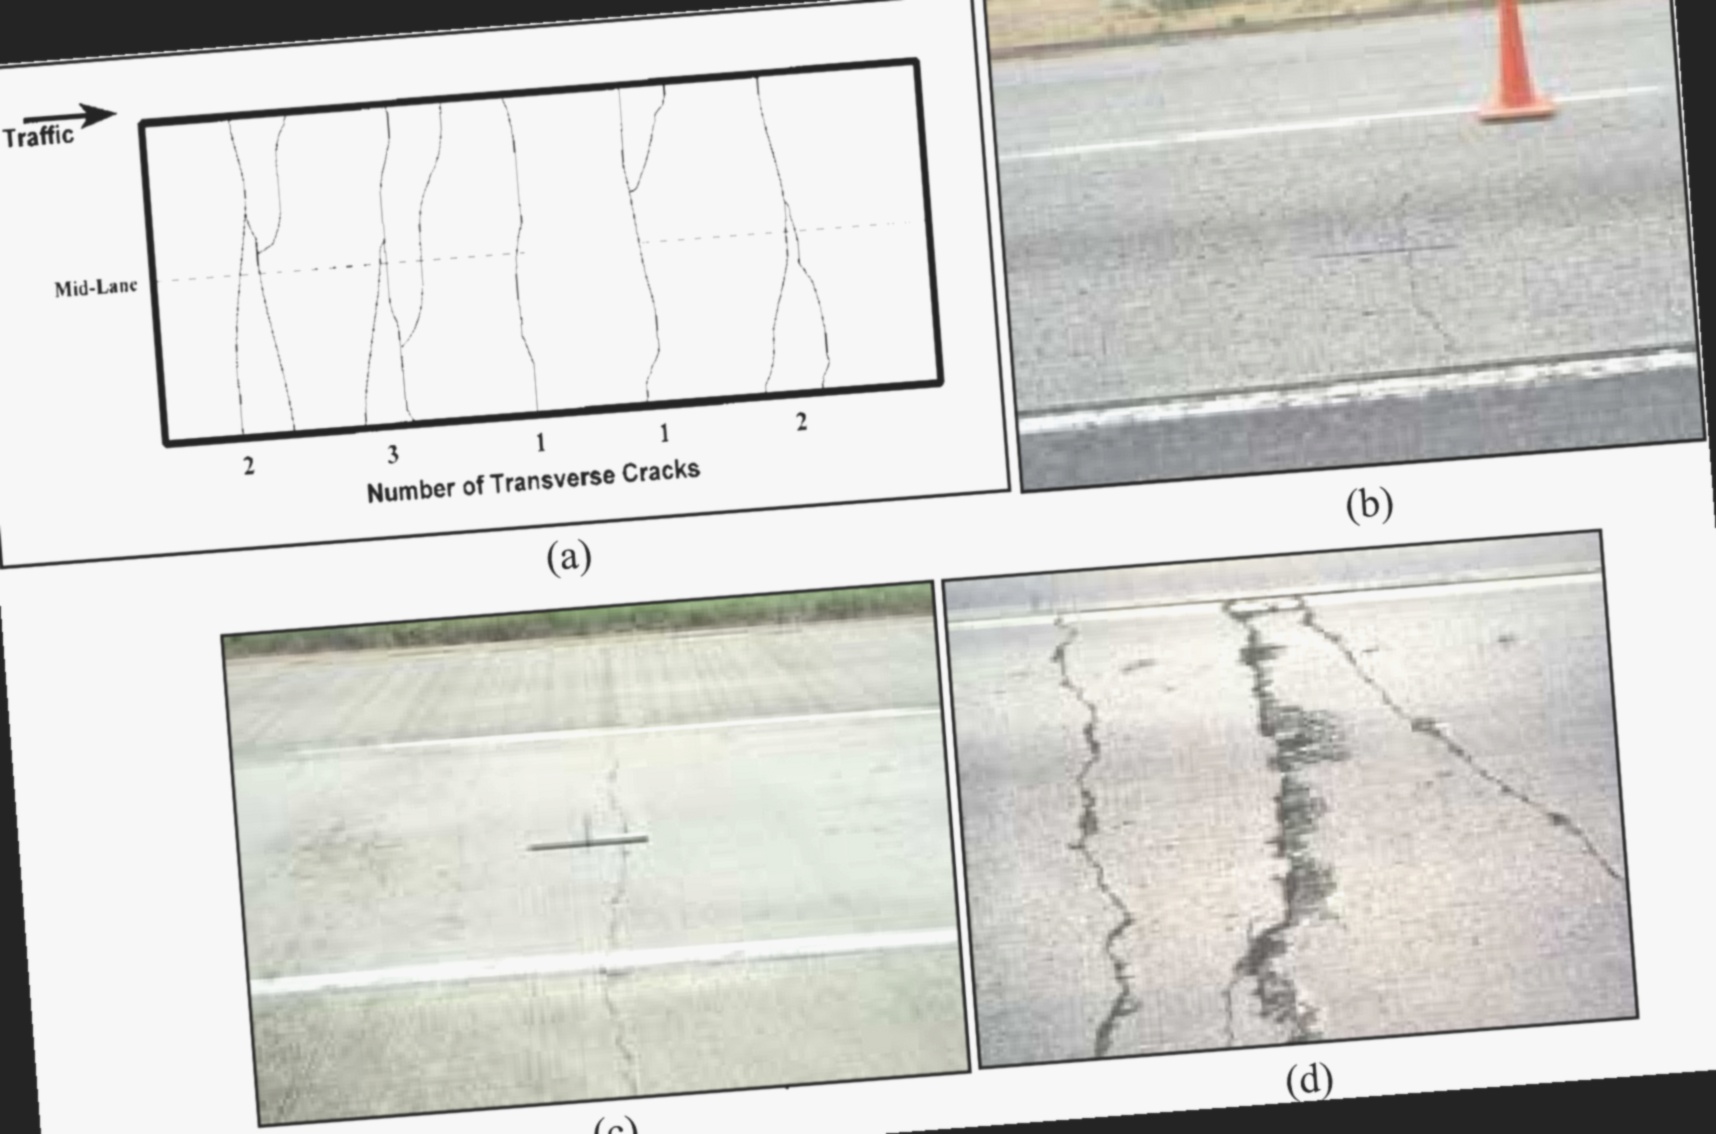 Traffic
Mid-Lane
2 3 1 1 2
Number of Transverse Cracks
(a)
(b)
(c)
(d)